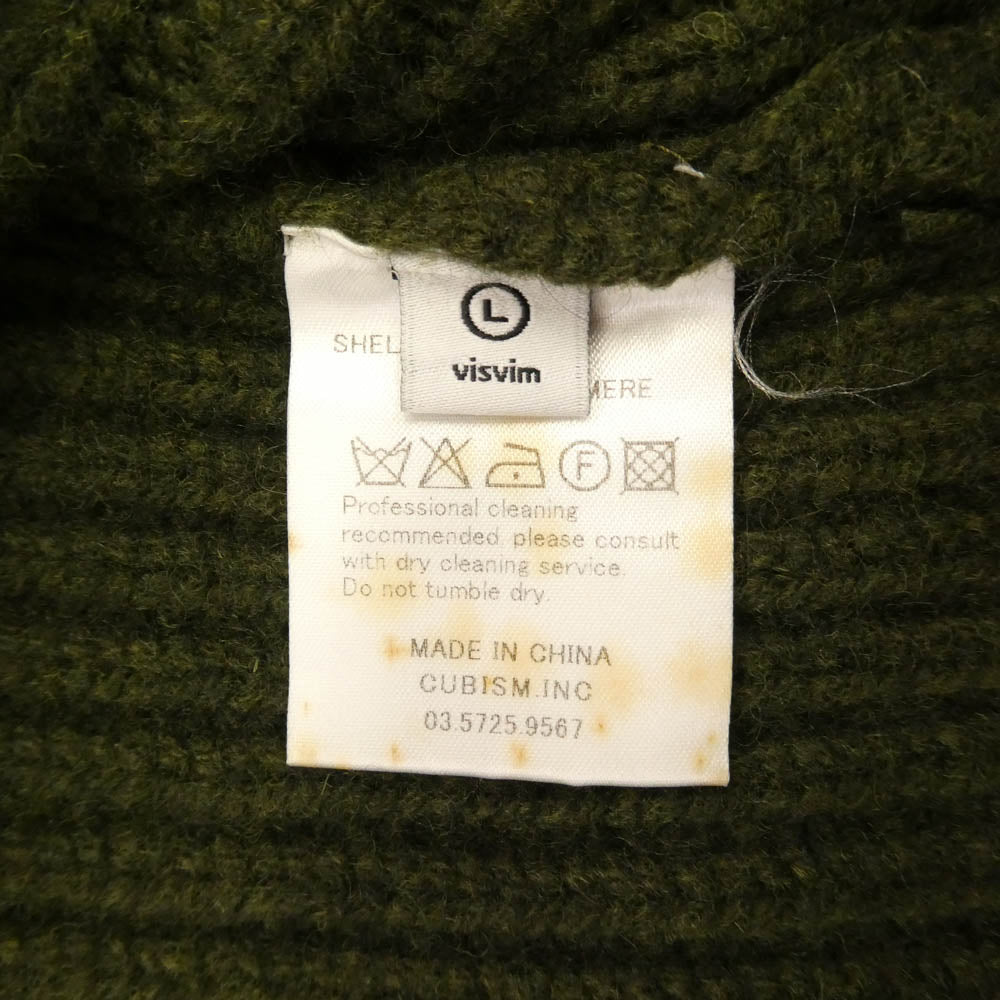 L
visvim
SHEL
MERE
F
Professional cleaning
recommended please consult
with dry cleaning service.
Do not tumble dry.
MADE IN CHINA
CUBISM.INC
03.5725.9567